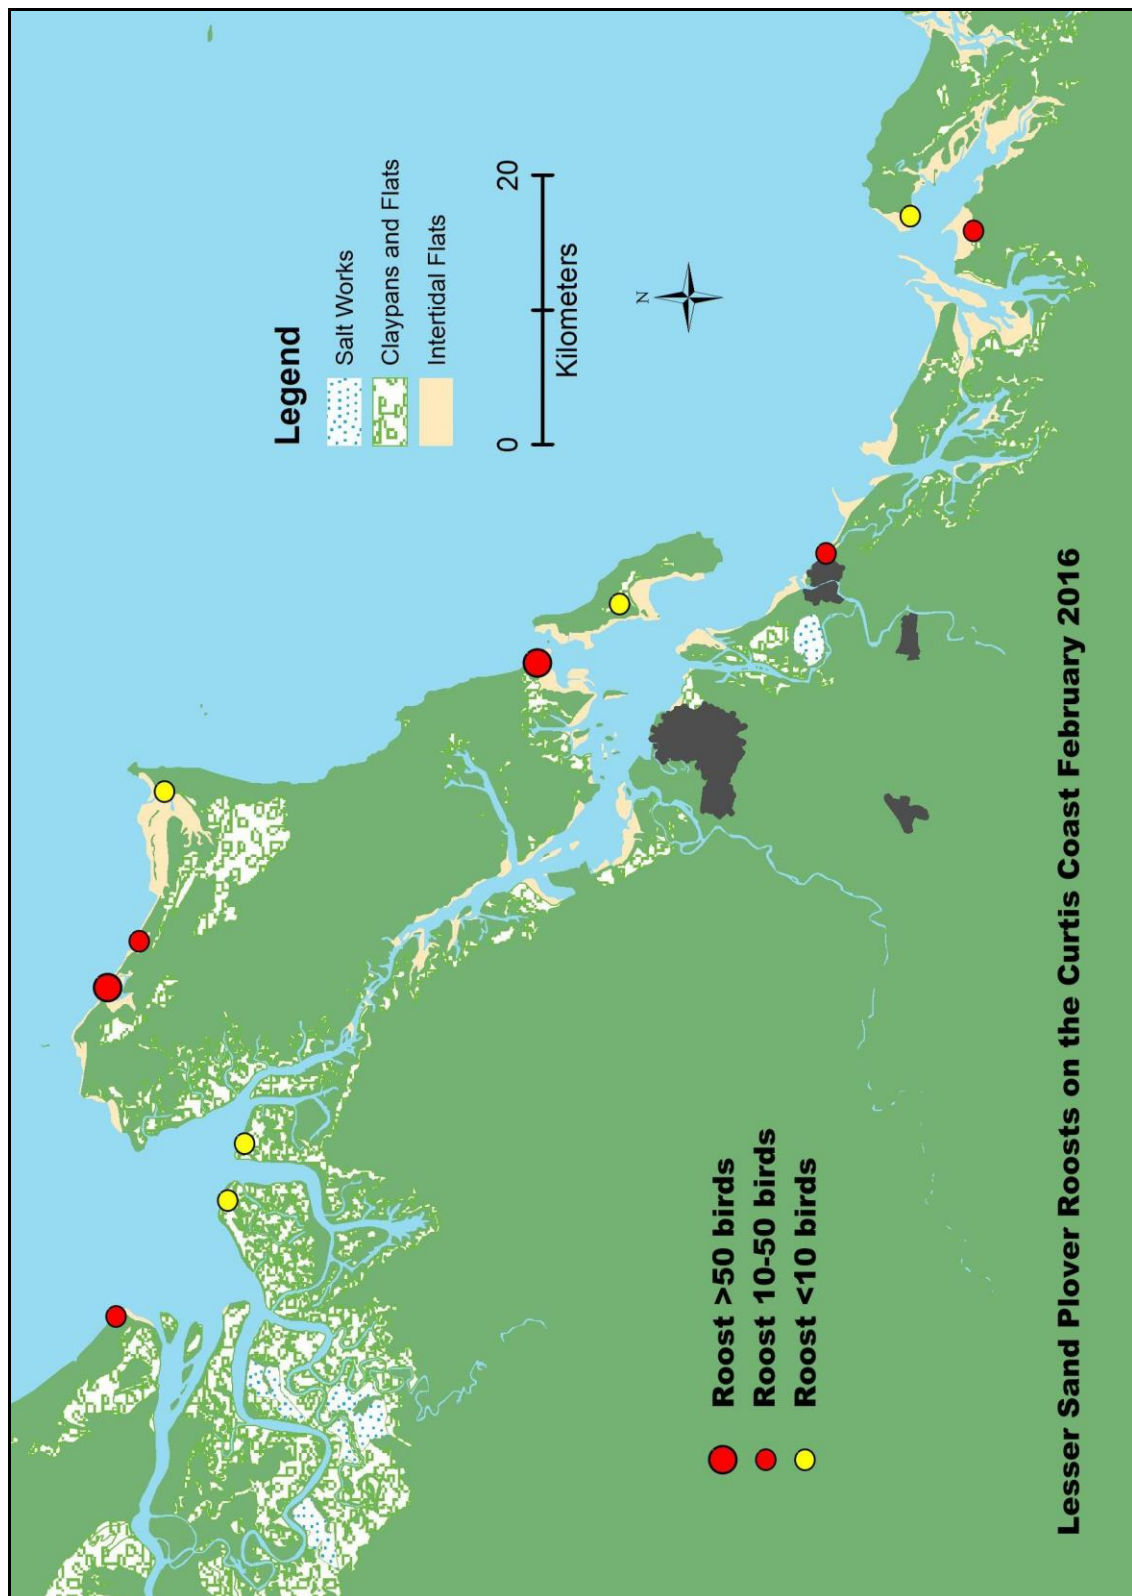 Legend
Salt Works
Claypans and Flats
Intertidal Flats
0 20
Kilometers
N
Roost >50 birds
Roost 10-50 birds
Roost <10 birds
Lesser Sand Plover Roosts on the Curtis Coast February 2016